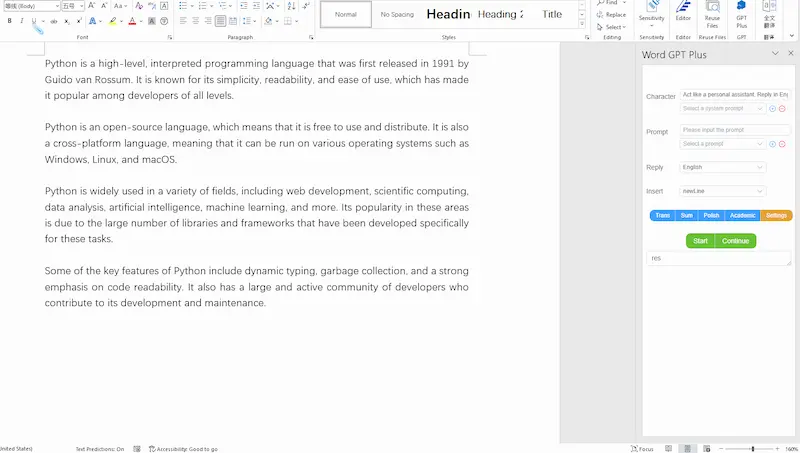 等线 (Body)
五号
Aa
Normal
No Spacing
Headin
Heading 2
Title
Find
Replace
Select
Sensitivity
Editor
Reuse Files
GPT Plus
全文翻译
Font
Paragraph
Styles
Editing
Sensitivity
Editor
Reuse Files
GPT
翻译
Python is a high-level, interpreted programming language that was first released in 1991 by
Guido van Rossum. It is known for its simplicity, readability, and ease of use, which has made
it popular among developers of all levels.
Python is an open-source language, which means that it is free to use and distribute. It is also
a cross-platform language, meaning that it can be run on various operating systems such as
Windows, Linux, and macOS.
Python is widely used in a variety of fields, including web development, scientific computing,
data analysis, artificial intelligence, machine learning, and more. Its popularity in these areas
is due to the large number of libraries and frameworks that have been developed specifically
for these tasks.
Some of the key features of Python include dynamic typing, garbage collection, and a strong
emphasis on code readability. It also has a large and active community of developers who
contribute to its development and maintenance.
Word GPT Plus
Character
Act like a personal assistant. Reply in Eng
Select a system prompt
Prompt
Please input the prompt
Select a prompt
Reply
English
Insert
newLine
Trans Sum Polish Academic Settings
Start Continue
res
nited States)
Text Predictions: On
Accessibility: Good to go
Focus
160%